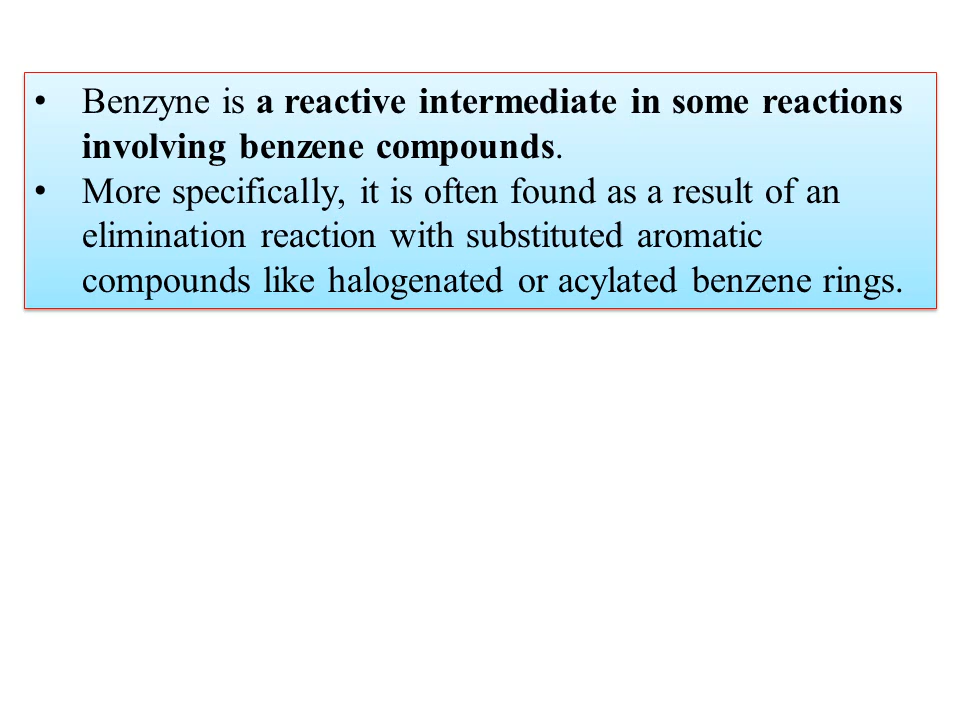 • Benzyne is a reactive intermediate in some reactions
involving benzene compounds.
• More specifically, it is often found as a result of an
elimination reaction with substituted aromatic
compounds like halogenated or acylated benzene rings.